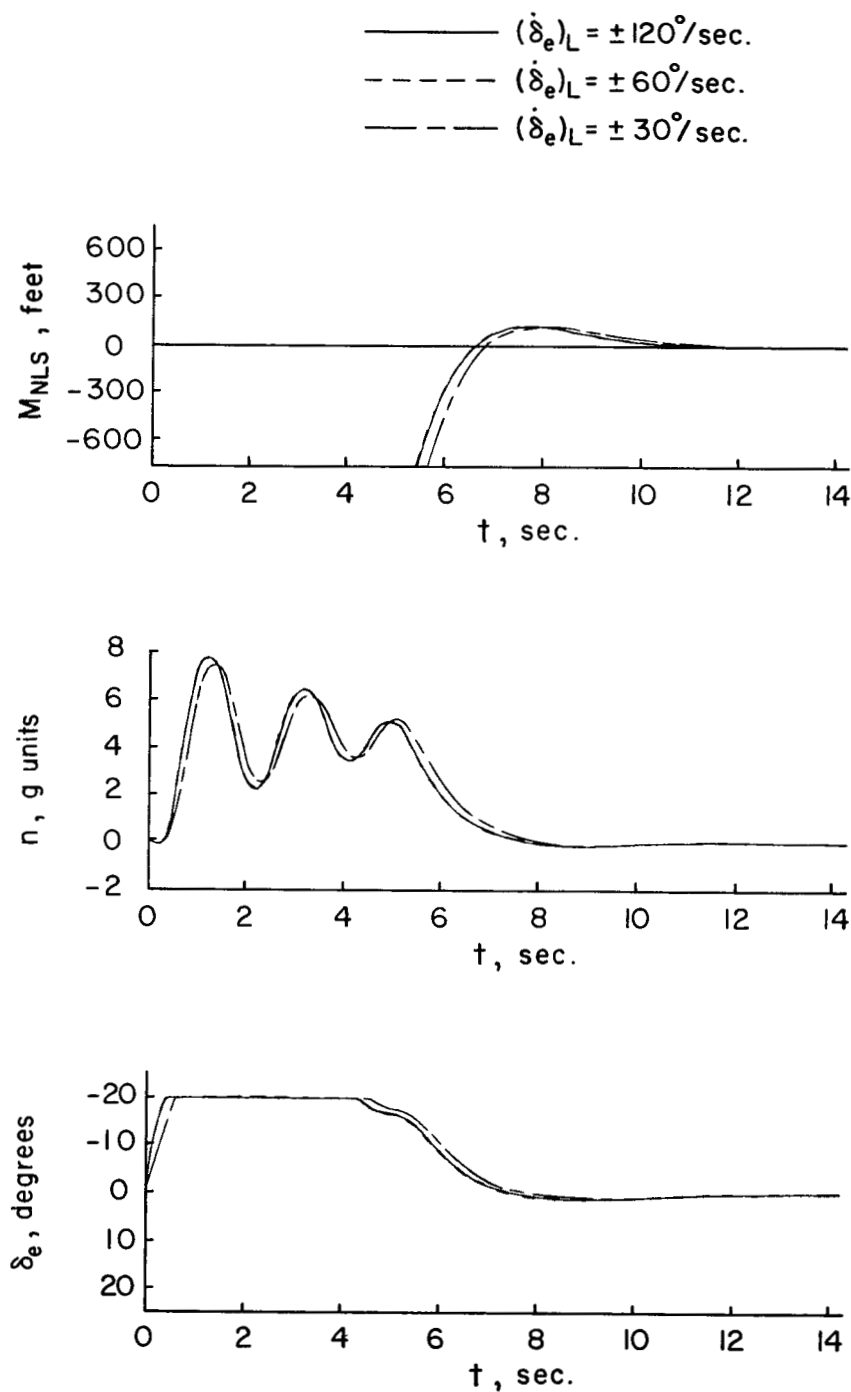 (δ̇e)L = ±120°/sec.
(δ̇e)L = ±60°/sec.
(δ̇e)L = ±30°/sec.
MNLS, feet
600
300
0
-300
-600
0 2 4 6 8 10 12 14
t, sec.
n, g units
8
6
4
2
0
-2
0 2 4 6 8 10 12 14
t, sec.
δe, degrees
-20
-10
0
10
20
0 2 4 6 8 10 12 14
t, sec.